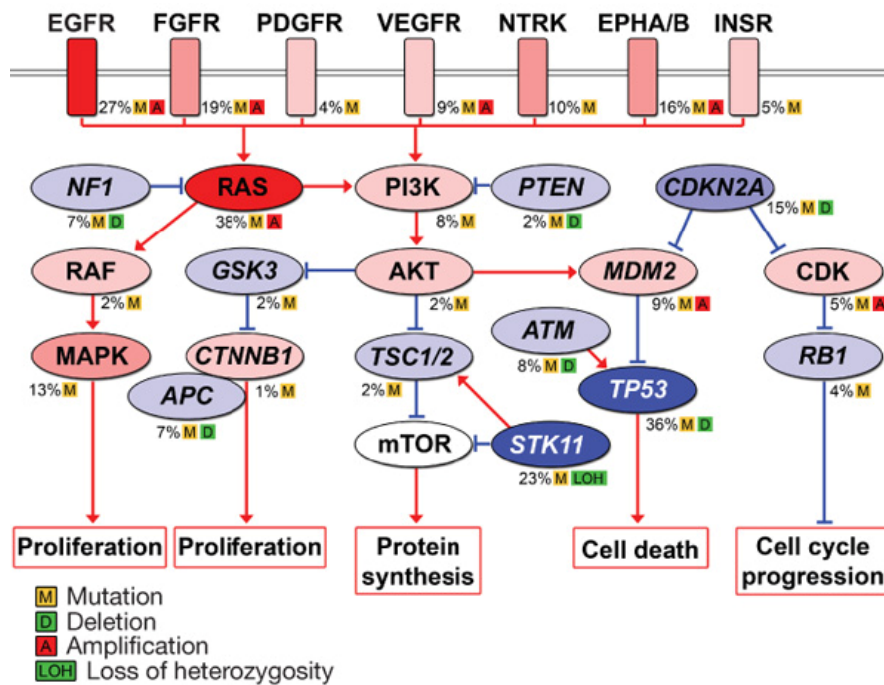 EGFR FGFR PDGFR VEGFR NTRK EPHA/B INSR
27% M A 19% M A 4% M 9% M A 10% M 16% M A 5% M
NF1 RAS PI3K PTEN CDKN2A
7% M D 38% M A 8% M 2% M D 15% M D
RAF GSK3 AKT MDM2 CDK
2% M 2% M 2% M 9% M A 5% M A
MAPK CTNNB1 TSC1/2 ATM RB1
13% M 1% M 2% M 8% M D 4% M
APC TP53
7% M D 36% M D
mTOR STK11
23% M LOH
Proliferation
Proliferation
Protein
synthesis
Cell death
Cell cycle
progression
M Mutation
D Deletion
A Amplification
LOH Loss of heterozygosity